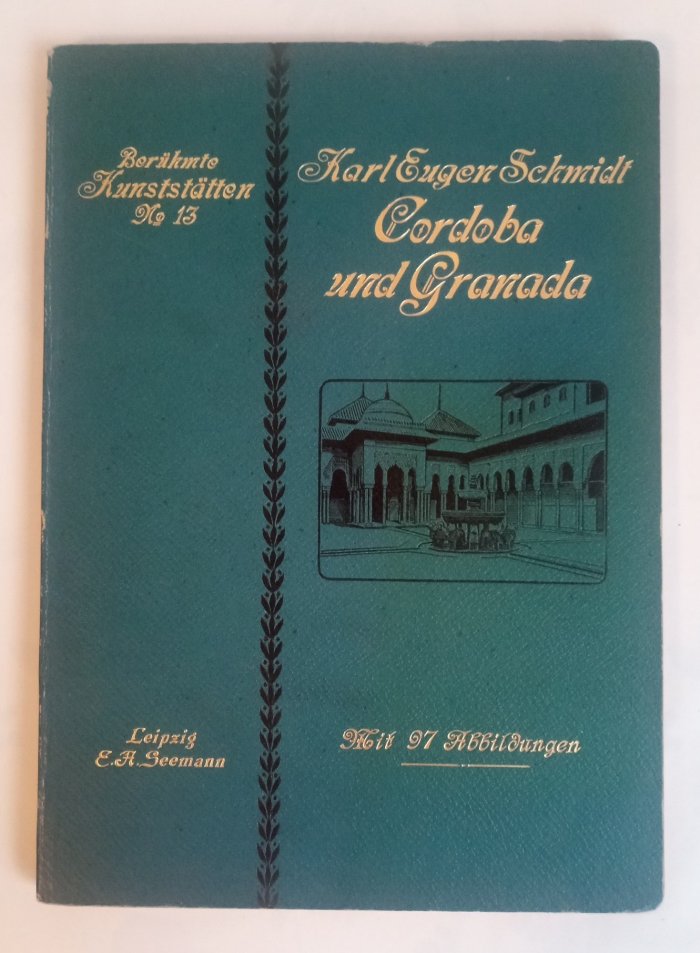 Berühmte
Kunststätten
No 13
Karl Eugen Schmidt
Cordoba
und Granada
Leipzig
E. A. Seemann
Mit 97 Abbildungen